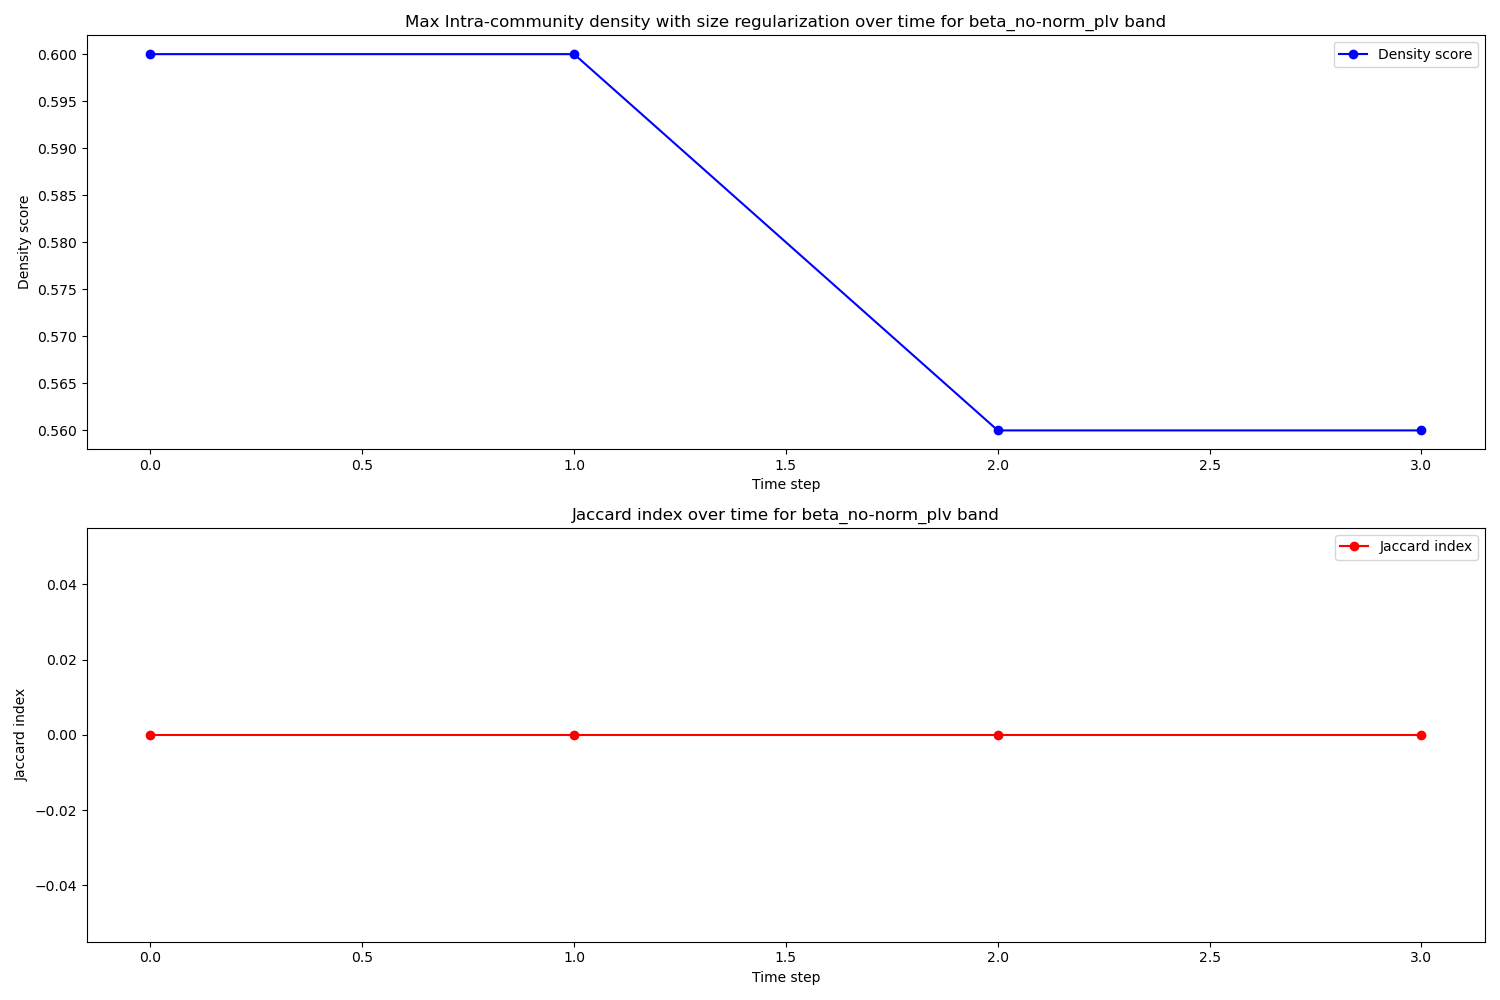 Max Intra-community density with size regularization over time for beta_no-norm_plv band
Density score
0.600
0.595
0.590
0.585
0.580
0.575
0.570
0.565
0.560
Density score
0.0 0.5 1.0 1.5 2.0 2.5 3.0
Time step
Jaccard index over time for beta_no-norm_plv band
Jaccard index
0.04
0.02
0.00
−0.02
−0.04
Jaccard index
0.0 0.5 1.0 1.5 2.0 2.5 3.0
Time step